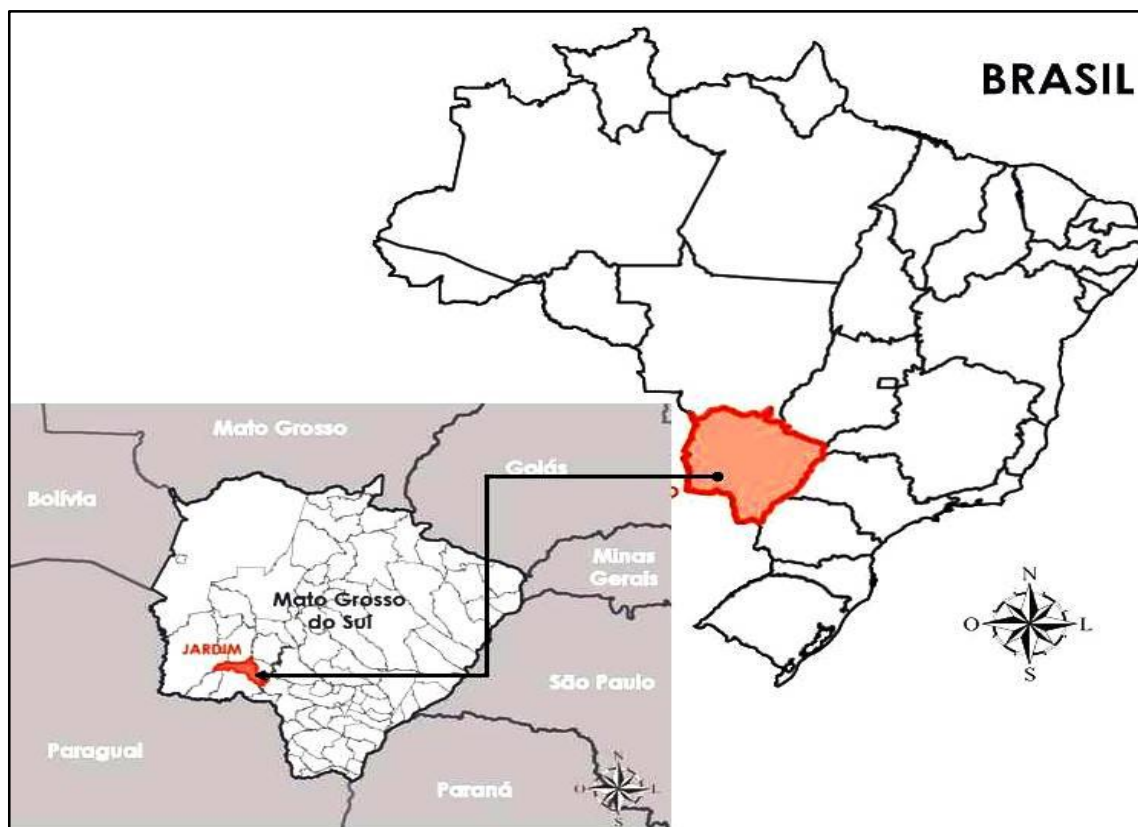 BRASIL
Mato Grosso
Goiás
Bolívia
Minas
Gerais
Mato Grosso
do Sul
JARDIM
São Paulo
Paraguai
Paraná
N
O
L
S
N
O
L
S